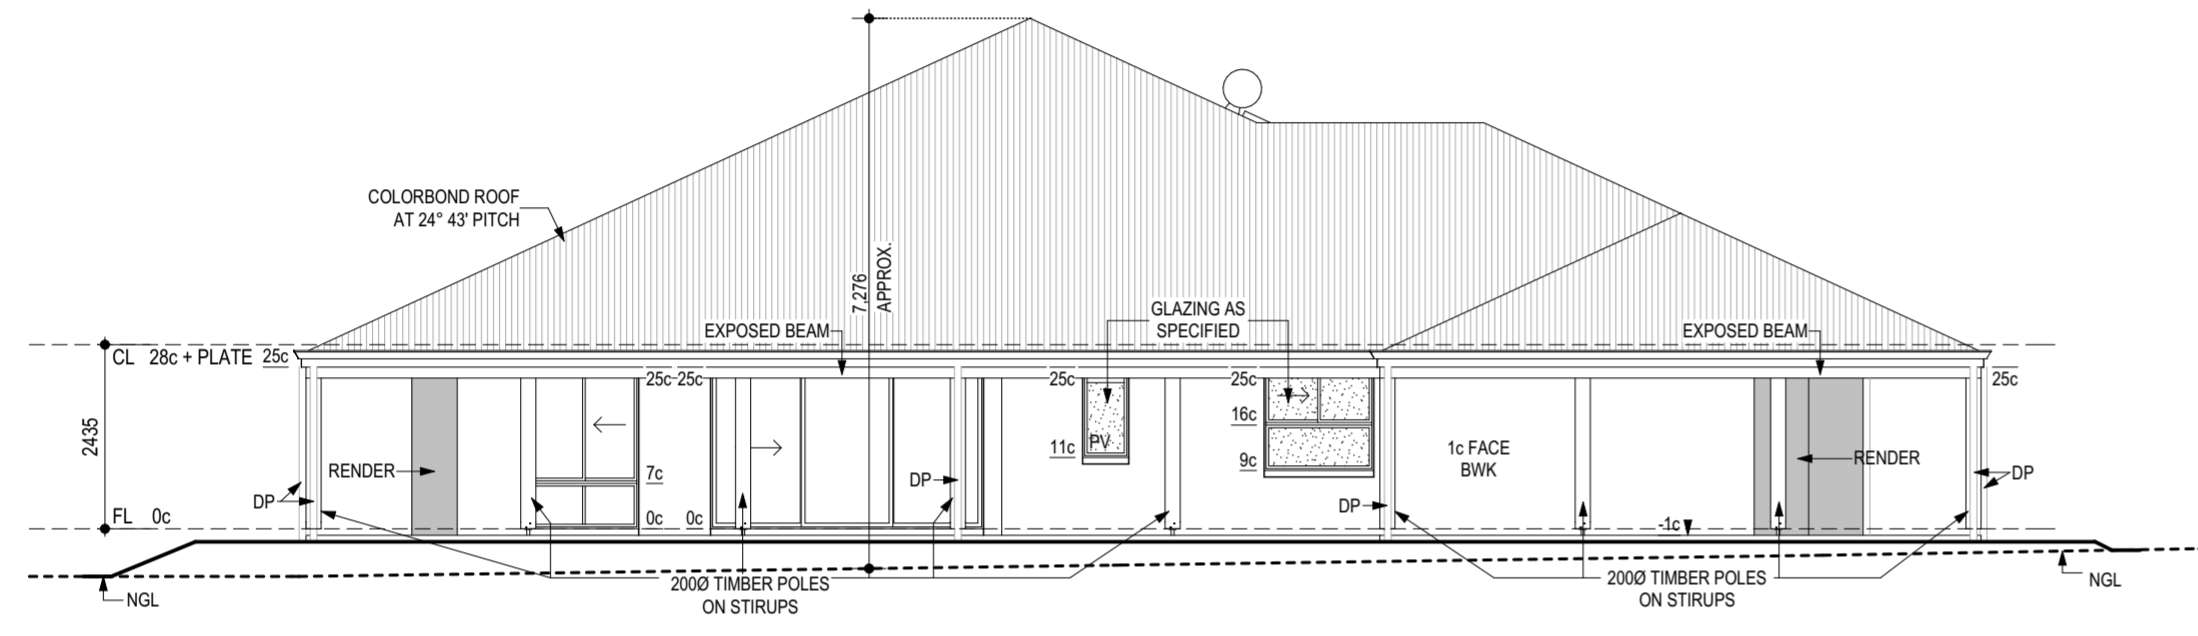 COLORBOND ROOF
AT 24° 43' PITCH
7,276
APPROX.
GLAZING AS
SPECIFIED
EXPOSED BEAM
EXPOSED BEAM
CL 28c + PLATE 25c
25c 25c
25c
25c
25c
2435
16c
11c
PV
9c
7c
1c FACE
BWK
RENDER
RENDER
DP
DP
DP
DP
FL 0c
0c 0c
-1c
200Ø TIMBER POLES
ON STIRUPS
200Ø TIMBER POLES
ON STIRUPS
NGL
NGL